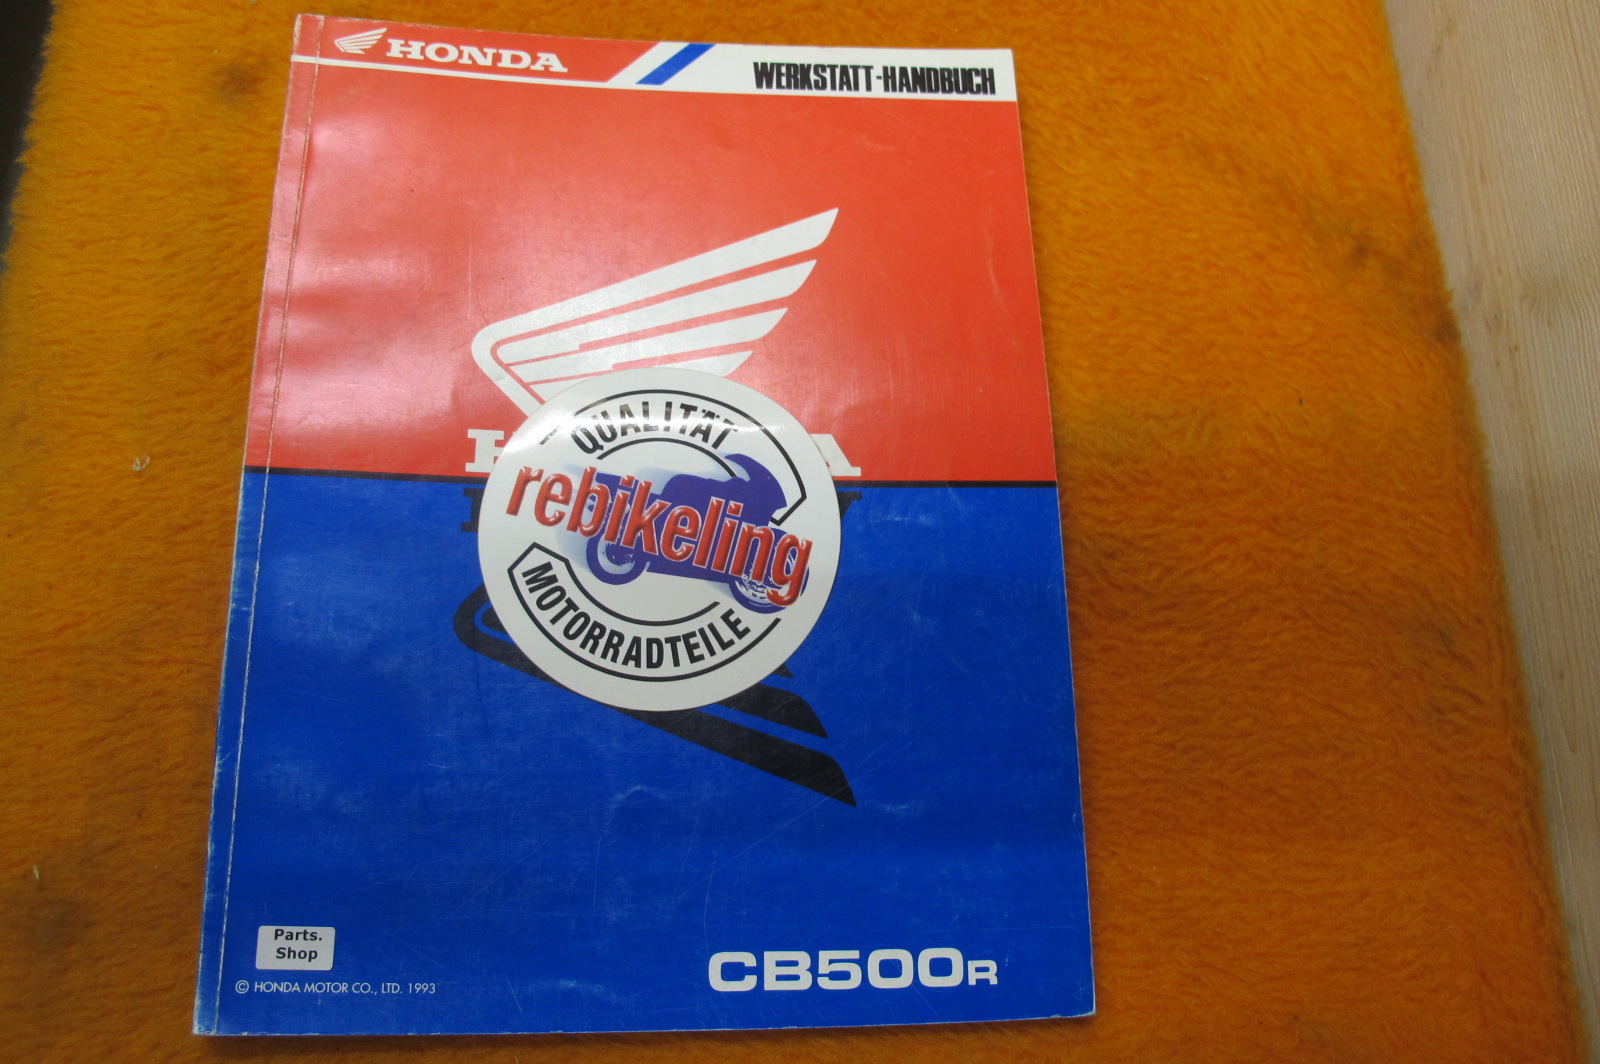 HONDA
WERKSTATT-HANDBUCH
QUALITÄT
rebikeling
MOTORRADTEILE
Parts.
Shop
© HONDA MOTOR CO., LTD. 1993
CB500R